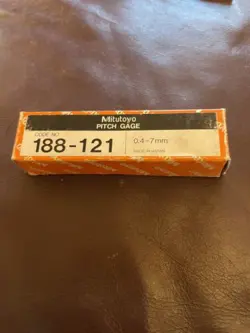 Mitutoyo
PITCH GAGE
CODE NO.
188-121
0.4~7mm